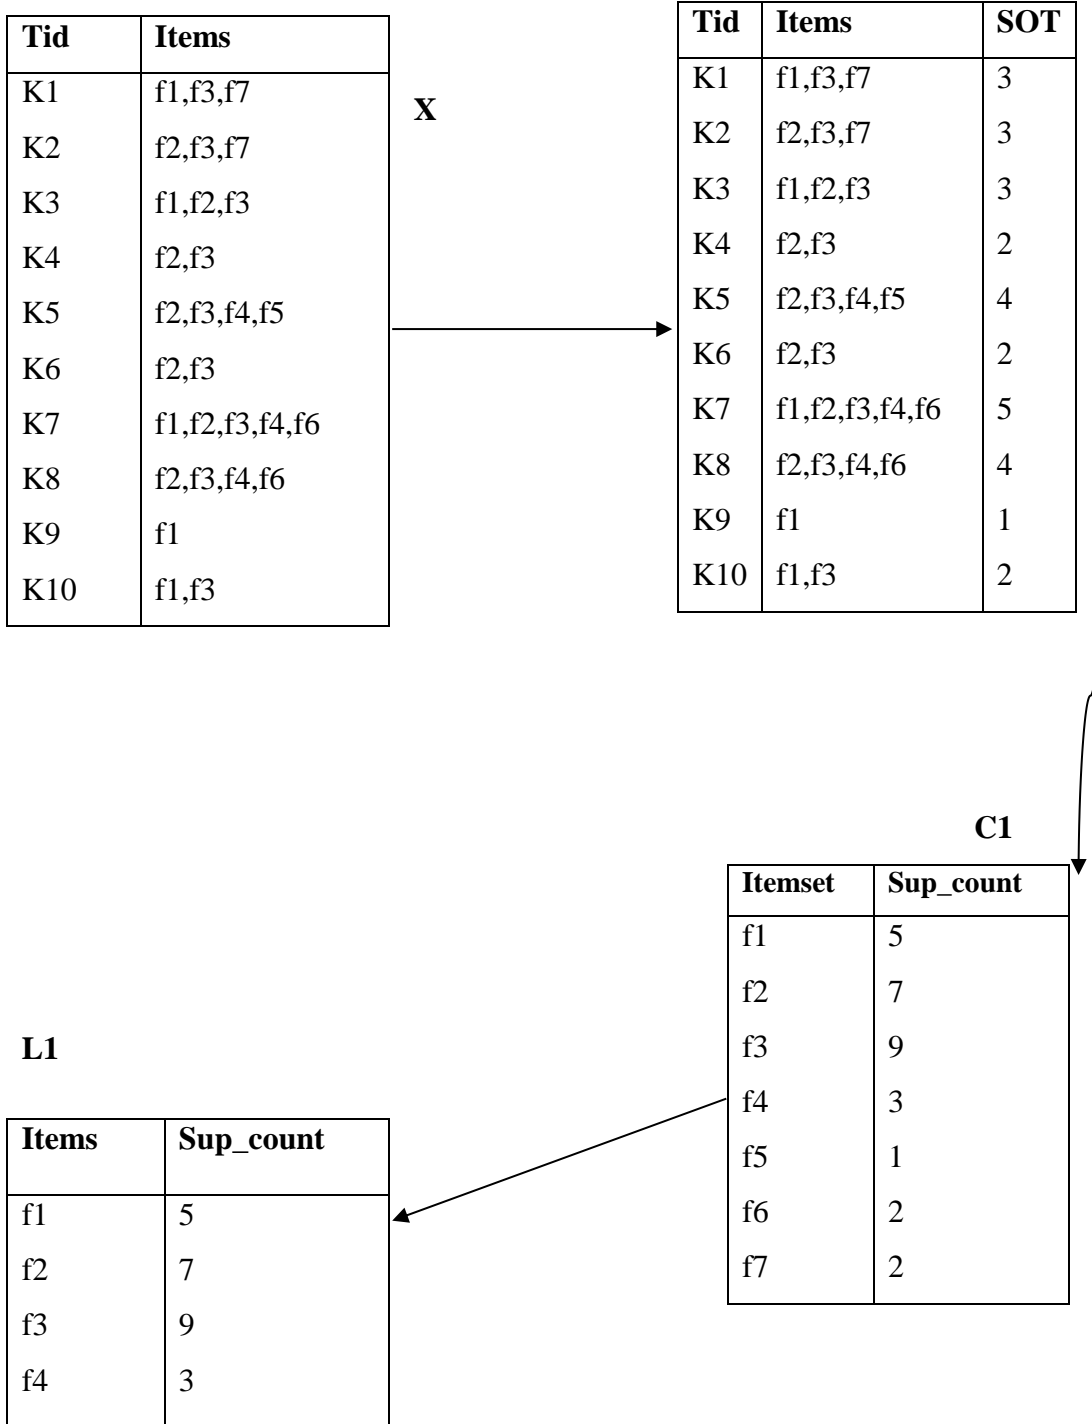 Tid Items
K1 f1,f3,f7
K2 f2,f3,f7
K3 f1,f2,f3
K4 f2,f3
K5 f2,f3,f4,f5
K6 f2,f3
K7 f1,f2,f3,f4,f6
K8 f2,f3,f4,f6
K9 f1
K10 f1,f3
X
Tid Items SOT
K1 f1,f3,f7 3
K2 f2,f3,f7 3
K3 f1,f2,f3 3
K4 f2,f3 2
K5 f2,f3,f4,f5 4
K6 f2,f3 2
K7 f1,f2,f3,f4,f6 5
K8 f2,f3,f4,f6 4
K9 f1 1
K10 f1,f3 2
C1
Itemset Sup_count
f1 5
f2 7
f3 9
f4 3
f5 1
f6 2
f7 2
L1
Items Sup_count
f1 5
f2 7
f3 9
f4 3